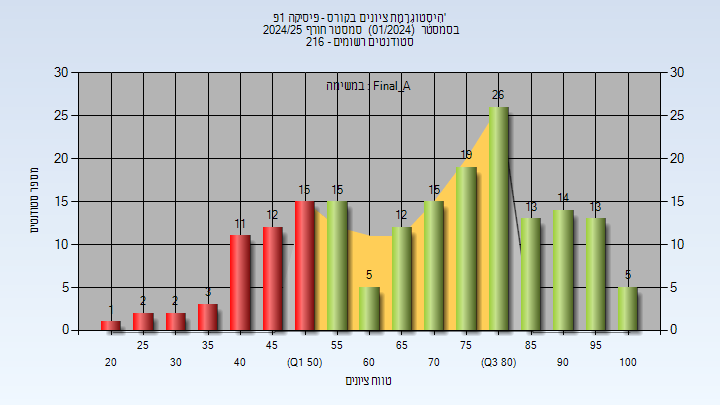 'הִיסְטוֹגְרָמַת צִיּוּנִים בקורס - פיסיקה 1פ
בסמסטר (01/2024) סמסטר חורף 2024/25
סטודנטים רשומים - 216
במשימה : Final_A
מספר סטודנטים
30 30
25 25
20 20
15 15
10 10
5 5
0 0
1 2 2 3 11 12 15 15 5 12 15 19 26 13 14 13 5
25 35 45 55 65 75 85 95
20 30 40 (Q1 50) 60 70 (Q3 80) 90 100
טווח ציונים